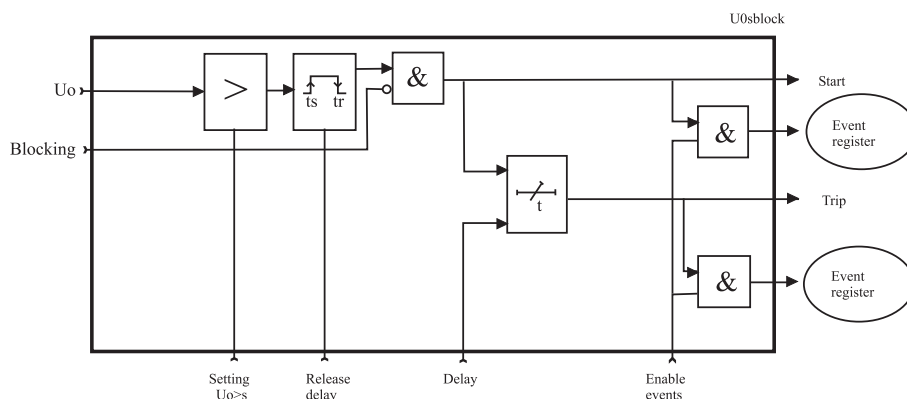 U0sblock
Uo
>
ts tr
&
Start
Blocking
&
Event
register
t
Trip
&
Event
register
Setting
Uo>s
Release
delay
Delay
Enable
events